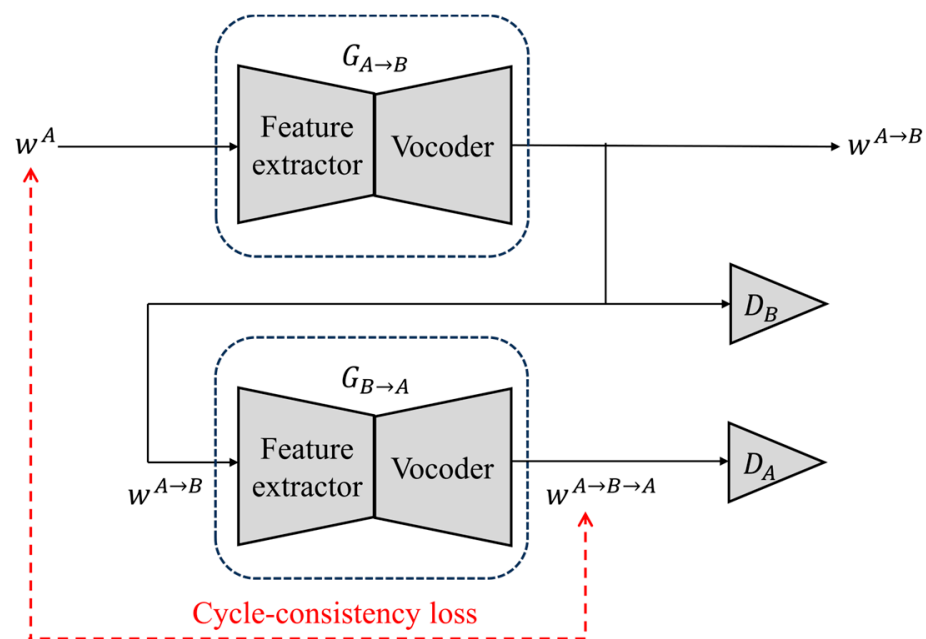 G_{A→B}
w^A
Feature
extractor
Vocoder
w^{A→B}
D_B
G_{B→A}
Feature
extractor
Vocoder
D_A
w^{A→B}
w^{A→B→A}
Cycle-consistency loss